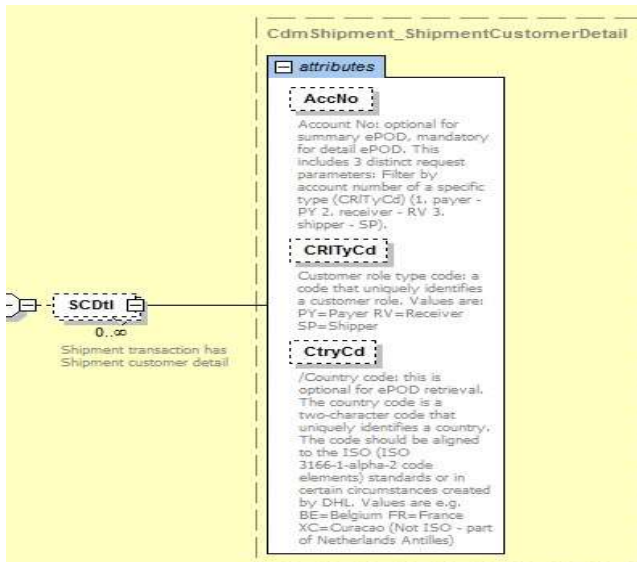 CdmShipment_ShipmentCustomerDetail
attributes
AccNo
Account No: optional for
summary ePOD, mandatory
for detail ePOD. This
includes 3 distinct request
parameters: Filter by
account number of a specific
type (CRlTyCd) (1. payer -
PY 2. receiver - RV 3.
shipper - SP).
CRlTyCd
Customer role type code: a
code that uniquely identifies
a customer role. Values are:
PY=Payer RV=Receiver
SP=Shipper
SCDtl
0..∞
Shipment transaction has
Shipment customer detail
CtryCd
/Country code: this is
optional for ePOD retrieval.
The country code is a
two-character code that
uniquely identifies a country.
The code should be aligned
to the ISO (ISO
3166-1-alpha-2 code
elements) standards or in
certain circumstances created
by DHL. Values are e.g.
BE=Belgium FR=France
XC=Curacao (Not ISO - part
of Netherlands Antilles)